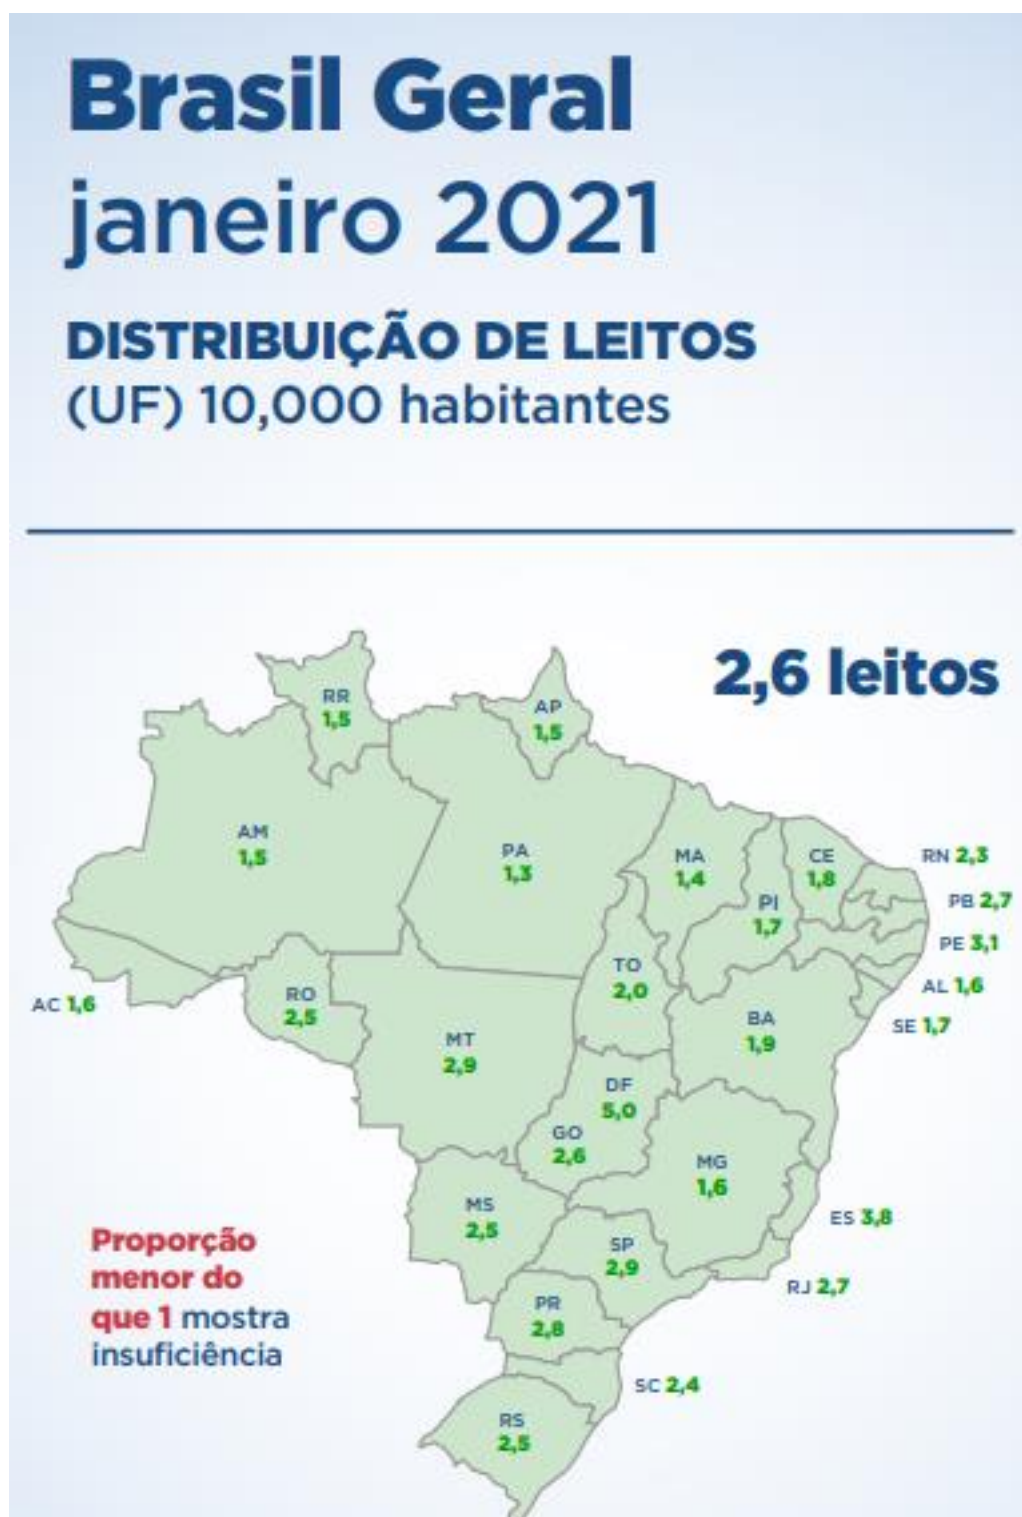 Brasil Geral
janeiro 2021
DISTRIBUIÇÃO DE LEITOS
(UF) 10,000 habitantes
2,6 leitos
RR
1,5
AP
1,5
AM
1,5
PA
1,3
MA
1,4
CE
1,8
RN 2,3
PI
1,7
PB 2,7
PE 3,1
TO
2,0
AL 1,6
AC 1,6
RO
2,5
BA
1,9
SE 1,7
MT
2,9
DF
5,0
GO
2,6
MG
1,6
MS
2,5
ES 3,8
SP
2,9
RJ 2,7
PR
2,8
SC 2,4
RS
2,5
Proporção
menor do
que 1 mostra
insuficiência